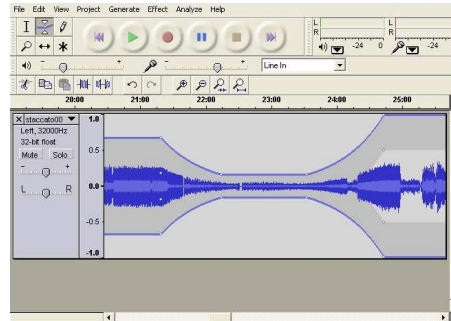 File Edit View Project Generate Effect Analyze Help
L
R
-24 0
L
R
-24
Line In
20:00 21:00 22:00 23:00 24:00 25:00
staccato00
Left, 32000Hz
32-bit float
Mute Solo
- +
L R
1.0
0.5
0.0
-0.5
-1.0